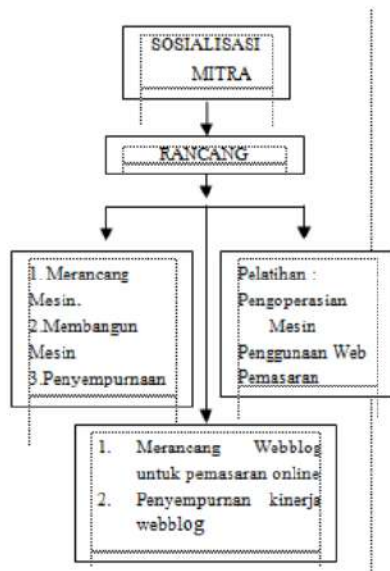 SOSIALISASI
MITRA
RANCANG
1. Merancang
Mesin.
2.Membangun
Mesin
3.Penyempurnaan
Pelatihan :
Pengoperasian
Mesin
Penggunaan Web
Pemasaran
1. Merancang Webblog
untuk pemasaran online
2. Penyempurnan kinerja
webblog